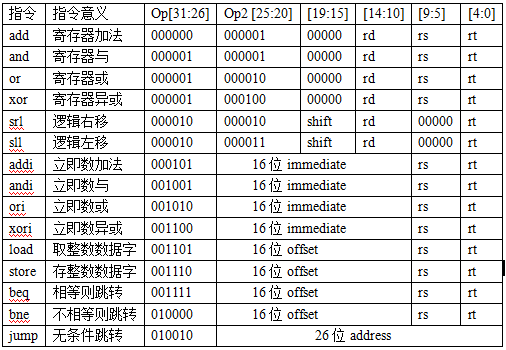 指令 指令意义 Op[31:26] Op2 [25:20] [19:15] [14:10] [9:5] [4:0]
add 寄存器加法 000000 000001 00000 rd rs rt
and 寄存器与 000001 000001 00000 rd rs rt
or 寄存器或 000001 000010 00000 rd rs rt
xor 寄存器异或 000001 000100 00000 rd rs rt
srl 逻辑右移 000010 000010 shift rd 00000 rt
sll 逻辑左移 000010 000011 shift rd 00000 rt
addi 立即数加法 000101 16 位 immediate rs rt
andi 立即数与 001001 16 位 immediate rs rt
ori 立即数或 001010 16 位 immediate rs rt
xori 立即数异或 001100 16 位 immediate rs rt
load 取整数数据字 001101 16 位 offset rs rt
store 存整数数据字 001110 16 位 offset rs rt
beq 相等则跳转 001111 16 位 offset rs rt
bne 不相等则跳转 010000 16 位 offset rs rt
jump 无条件跳转 010010 26 位 address